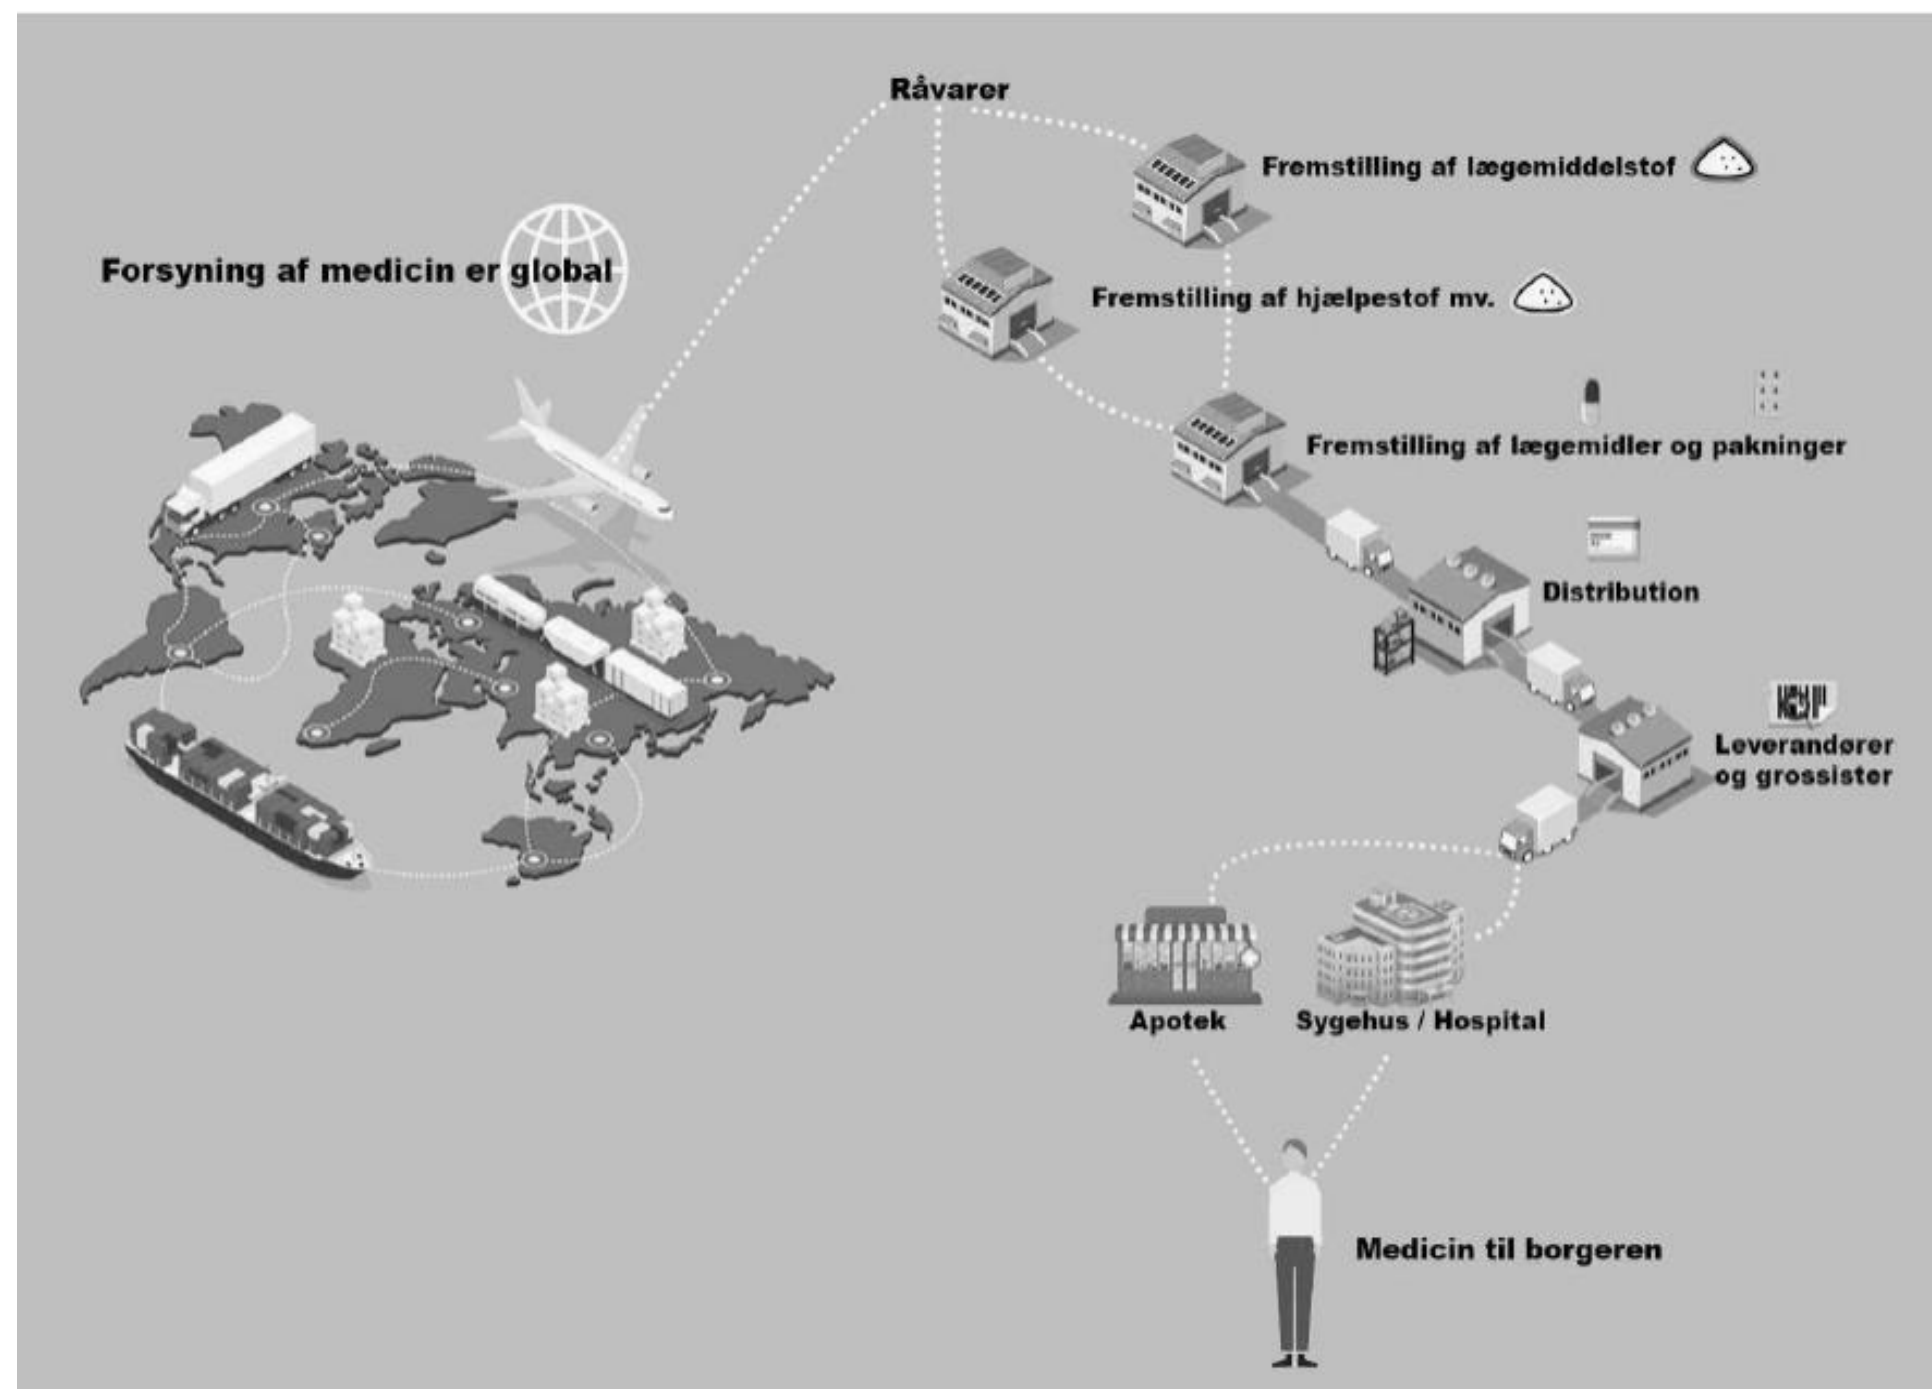 Råvarer
Fremstilling af lægemiddelstof
Forsyning af medicin er global
Fremstilling af hjælpestof mv.
Fremstilling af lægemidler og pakninger
Distribution
Leverandører
og grossister
Apotek
Sygehus / Hospital
Medicin til borgeren